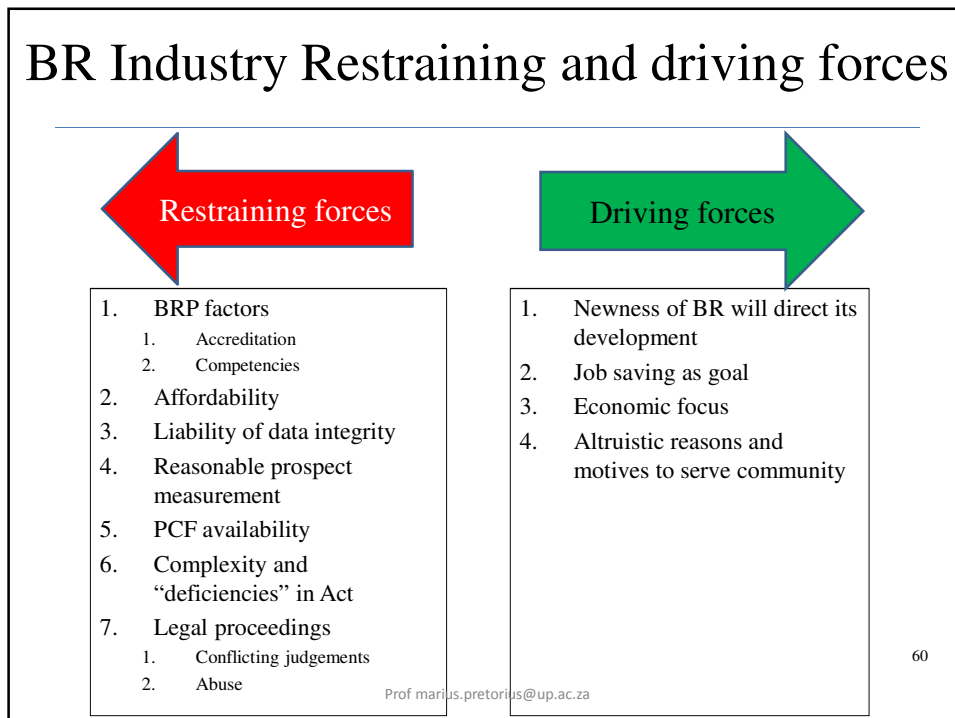 BR Industry Restraining and driving forces
Restraining forces
Driving forces
1. BRP factors
1. Accreditation
2. Competencies
2. Affordability
3. Liability of data integrity
4. Reasonable prospect
measurement
5. PCF availability
6. Complexity and
“deficiencies” in Act
7. Legal proceedings
1. Conflicting judgements
2. Abuse
1. Newness of BR will direct its
development
2. Job saving as goal
3. Economic focus
4. Altruistic reasons and
motives to serve community
60
Prof marius.pretorius@up.ac.za